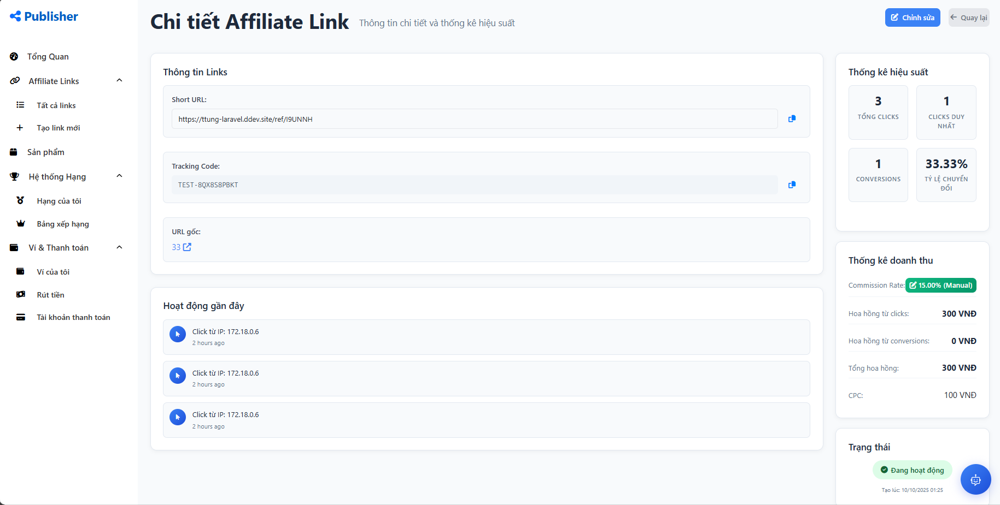 Publisher
Tổng Quan
Affiliate Links
Tất cả links
Tạo link mới
Sản phẩm
Hệ thống Hạng
Hạng của tôi
Bảng xếp hạng
Ví & Thanh toán
Ví của tôi
Rút tiền
Tài khoản thanh toán
Chi tiết Affiliate Link
Thông tin chi tiết và thống kê hiệu suất
Chỉnh sửa
Quay lại
Thông tin Links
Short URL:
https://ttung-laravel.ddev.site/ref/I9UNNH
Tracking Code:
TEST-8QX8S8PBKT
URL gốc:
33
Hoạt động gần đây
Click từ IP: 172.18.0.6
2 hours ago
Click từ IP: 172.18.0.6
2 hours ago
Click từ IP: 172.18.0.6
2 hours ago
Thống kê hiệu suất
3
TỔNG CLICKS
1
CLICKS DUY
NHẤT
1
CONVERSIONS
33.33%
TỶ LỆ CHUYỂN
ĐỔI
Thống kê doanh thu
Commission Rate: 15.00% (Manual)
Hoa hồng từ clicks: 300 VNĐ
Hoa hồng từ conversions: 0 VNĐ
Tổng hoa hồng: 300 VNĐ
CPC: 100 VNĐ
Trạng thái
Đang hoạt động
Tạo lúc: 10/10/2025 01:25